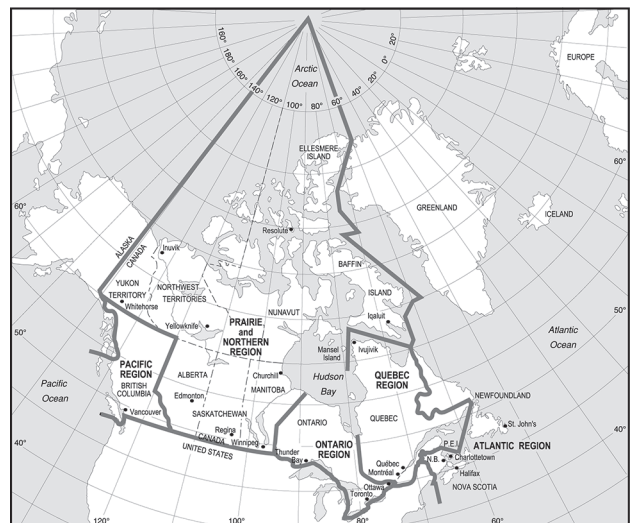 160°
180°
160°
140°
120°
100°
80°
60°
40°
20°
0°
20°
Arctic
Ocean
EUROPE
ELLESMERE
ISLAND
60°
60°
GREENLAND
ICELAND
Resolute
ALASKA
CANADA
Inuvik
BAFFIN
ISLAND
YUKON
TERRITORY
Whitehorse
NORTHWEST
TERRITORIES
NUNAVUT
Iqaluit
Yellowknife
PRAIRIE
and
NORTHERN
REGION
50°
50°
Atlantic
Ocean
Mansel
Island
Ivujivik
PACIFIC
REGION
BRITISH
COLUMBIA
ALBERTA
Churchill
MANITOBA
Hudson
Bay
QUEBEC
REGION
Pacific
Ocean
Edmonton
Vancouver
SASKATCHEWAN
Regina
CANADA
Winnipeg
UNITED STATES
ONTARIO
ONTARIO
REGION
Thunder
Bay
QUEBEC
NEWFOUNDLAND
St. John's
P.E.I.
ATLANTIC REGION
N.B.
Charlottetown
Halifax
NOVA SCOTIA
Québec
Montréal
Ottawa
Toronto
40°
40°
120°
100°
80°
60°